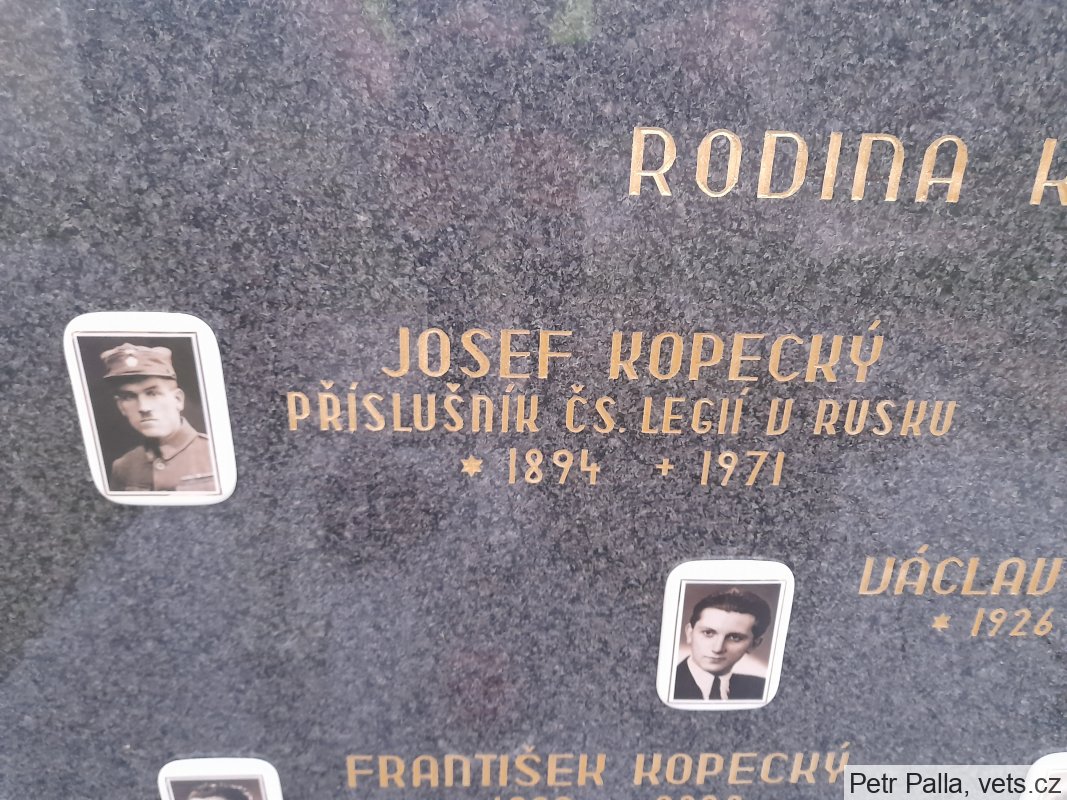 RODINA K
JOSEF KOPECKÝ
PŘÍSLUŠNÍK ČS. LEGIÍ V RUSKU
* 1894 + 1971
VÁCLAV
* 1926
FRANTIŠEK KOPECKÝ
Petr Palla, vets.cz